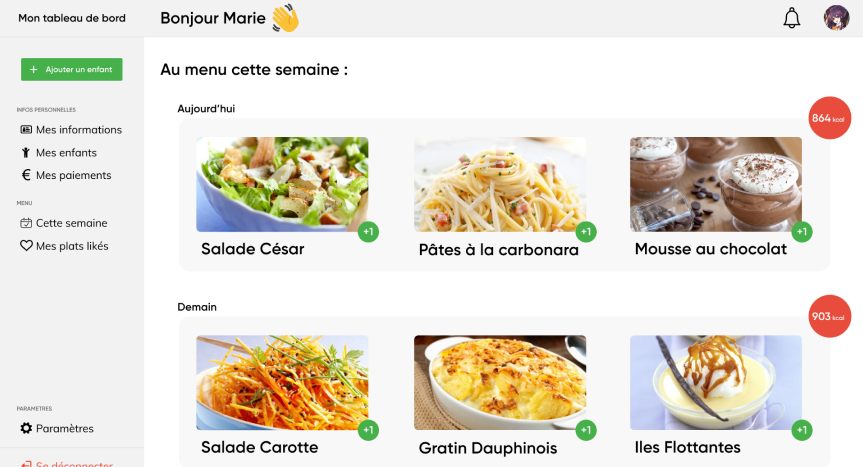 Mon tableau de bord
Bonjour Marie
+ Ajouter un enfant
INFOS PERSONNELLES
Mes informations
Mes enfants
€ Mes paiements
MENU
Cette semaine
Mes plats likés
PARAMETRES
Paramètres
Se déconnecter
Au menu cette semaine :
Aujourd'hui
864 kcal
+1
+1
+1
Salade César
Pâtes à la carbonara
Mousse au chocolat
Demain
903 kcal
+1
+1
+1
Salade Carotte
Gratin Dauphinois
Iles Flottantes